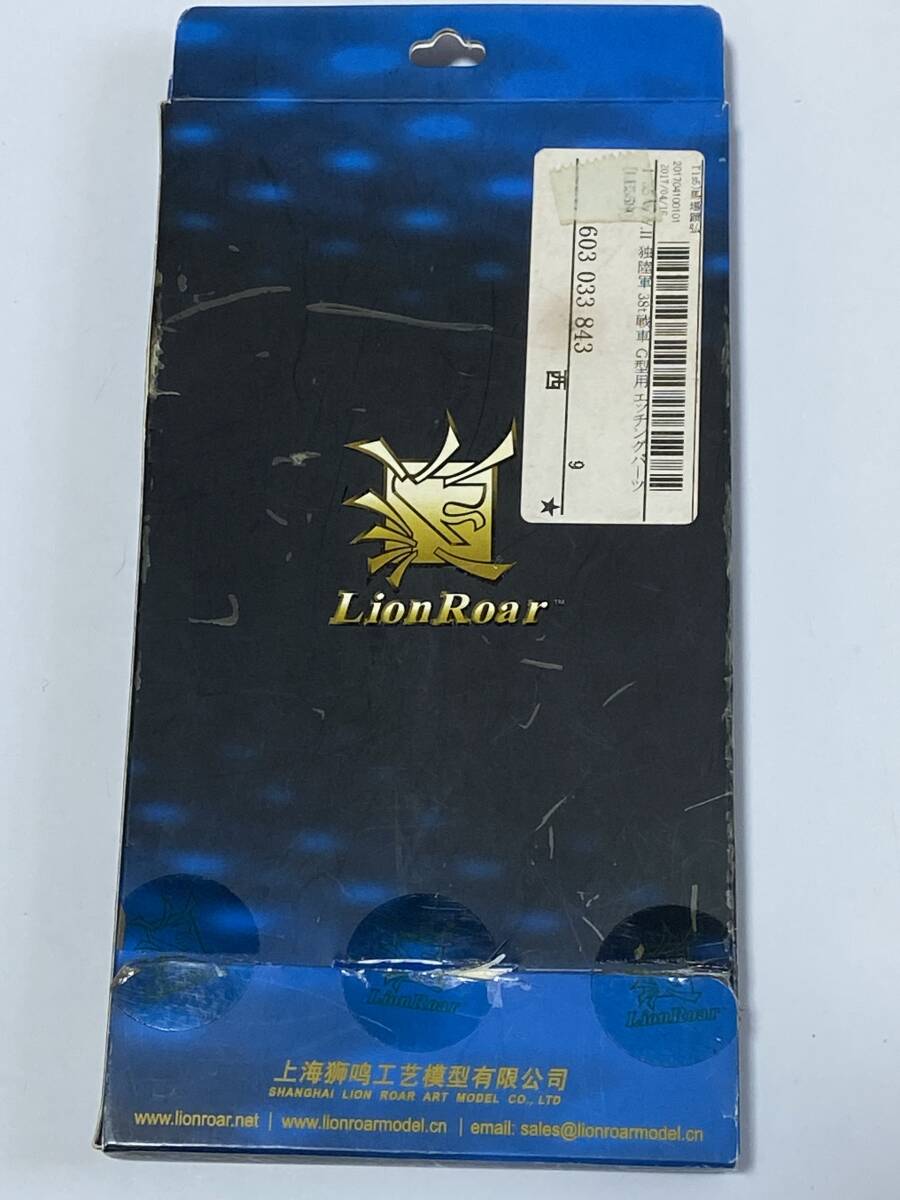 201704100101
2017/04/16
独陸軍 38t戦車 G型用 エッチングパーツ
603 033 843
西
9
★
LionRoar™
LionRoar
LionRoar
上海狮鸣工艺模型有限公司
SHANGHAI LION ROAR ART MODEL CO., LTD
www.lionroar.net | www.lionroarmodel.cn | email: sales@lionroarmodel.cn